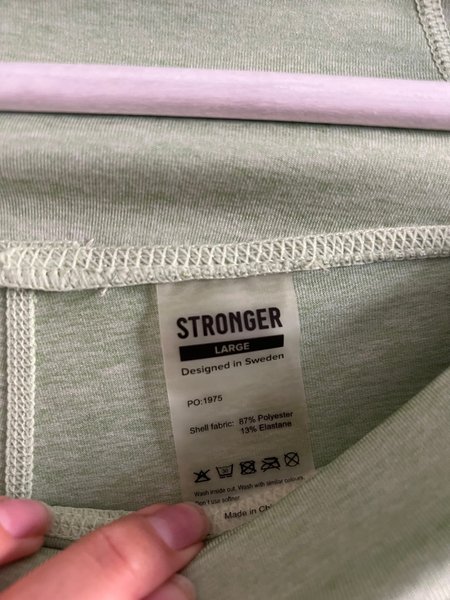 STRONGER
LARGE
Designed in Sweden
PO:1975
Shell fabric: 87% Polyester
13% Elastane
30
Wash inside out. Wash with similar colours.
Don't use softner
Made in